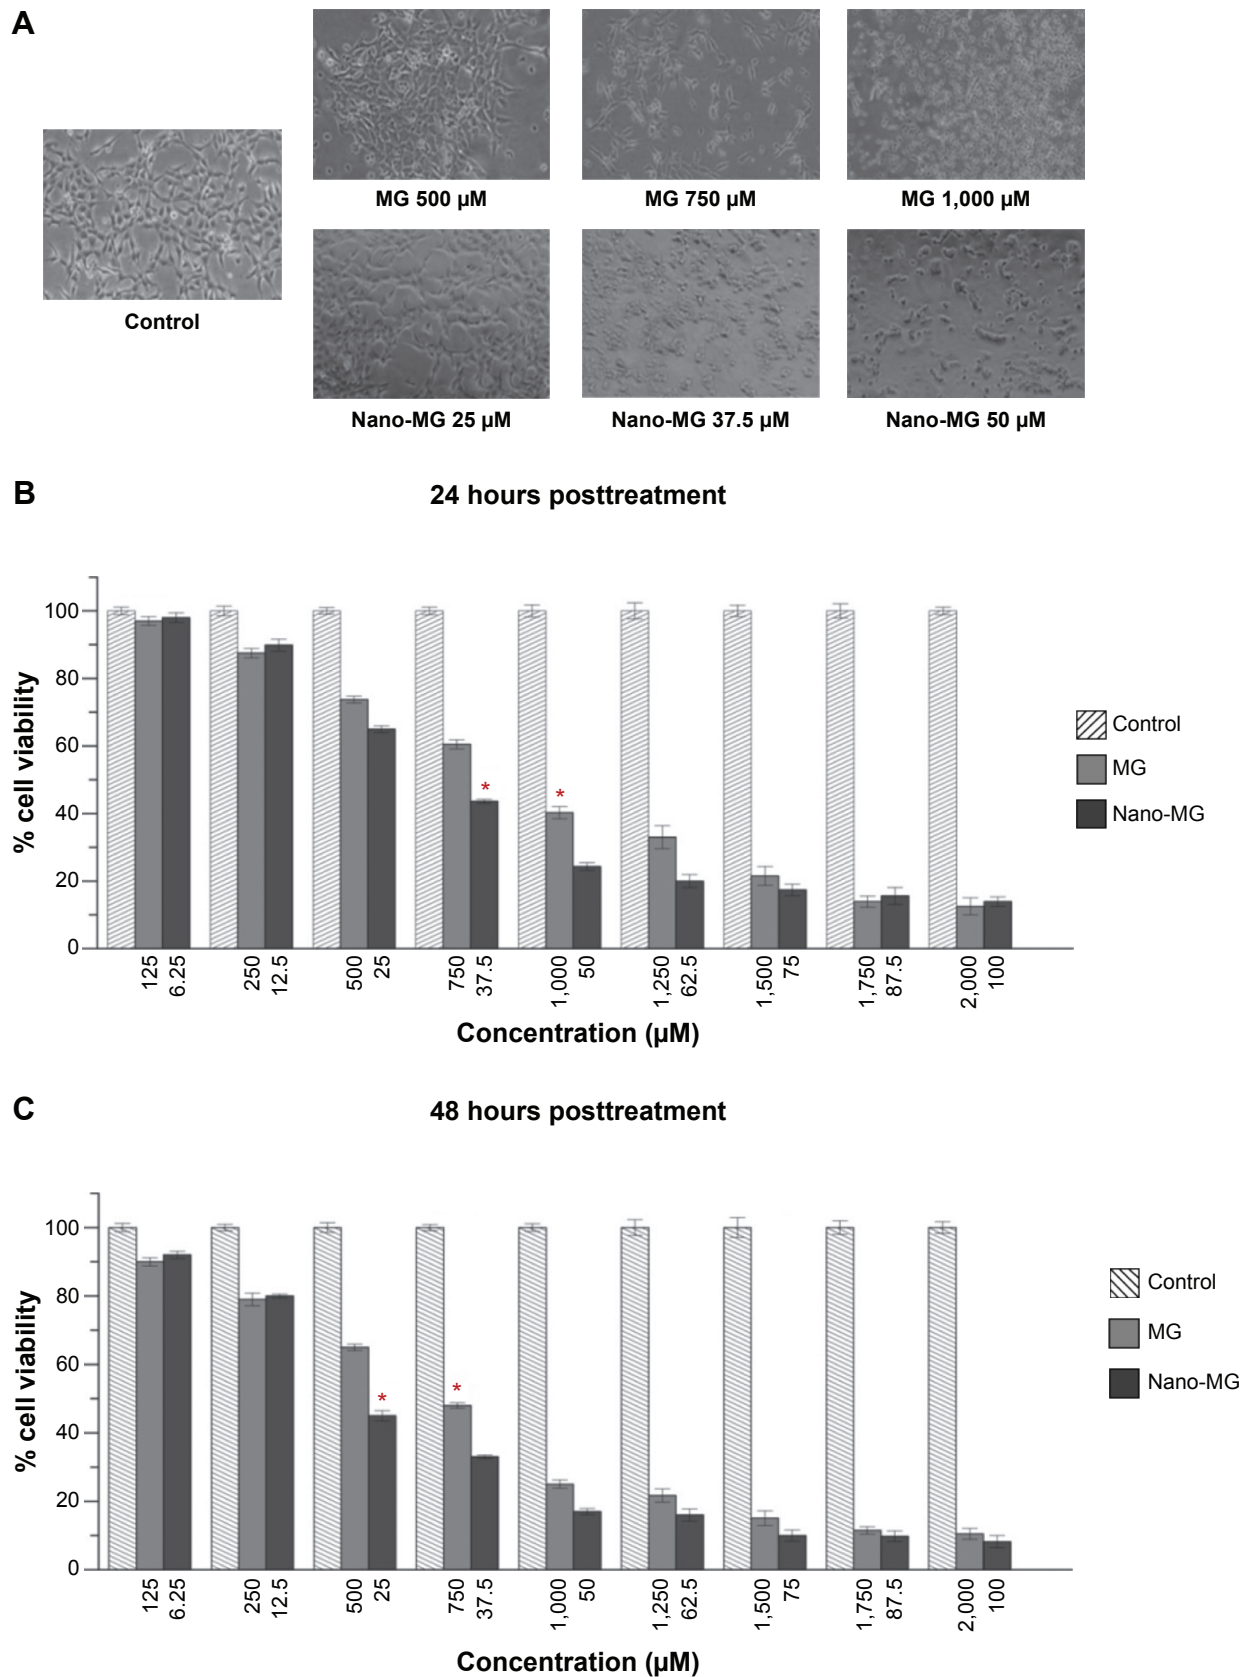 A
MG 500 µM
MG 750 µM
MG 1,000 µM
Control
Nano-MG 25 µM
Nano-MG 37.5 µM
Nano-MG 50 µM
B
24 hours posttreatment
% cell viability
100
80
60
40
20
0
*
*
Control
MG
Nano-MG
125
6.25
250
12.5
500
25
750
37.5
1,000
50
1,250
62.5
1,500
75
1,750
87.5
2,000
100
Concentration (µM)
C
48 hours posttreatment
% cell viability
100
80
60
40
20
0
*
*
Control
MG
Nano-MG
125
6.25
250
12.5
500
25
750
37.5
1,000
50
1,250
62.5
1,500
75
1,750
87.5
2,000
100
Concentration (µM)